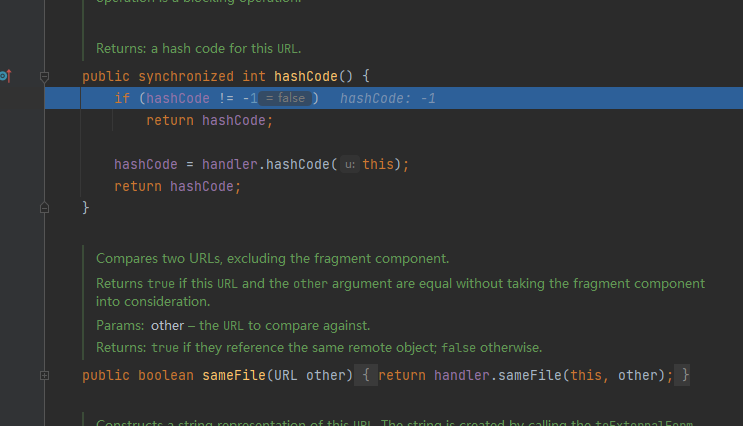 operation is a blocking operation.
Returns: a hash code for this URL.
public synchronized int hashCode() {
if (hashCode != -1 = false ) hashCode: -1
return hashCode;
hashCode = handler.hashCode( u: this);
return hashCode;
}
Compares two URLs, excluding the fragment component.
Returns true if this URL and the other argument are equal without taking the fragment component
into consideration.
Params: other – the URL to compare against.
Returns: true if they reference the same remote object; false otherwise.
public boolean sameFile(URL other) { return handler.sameFile(this, other); }
Constructs a string representation of this URL. The string is created by calling the toExternalForm